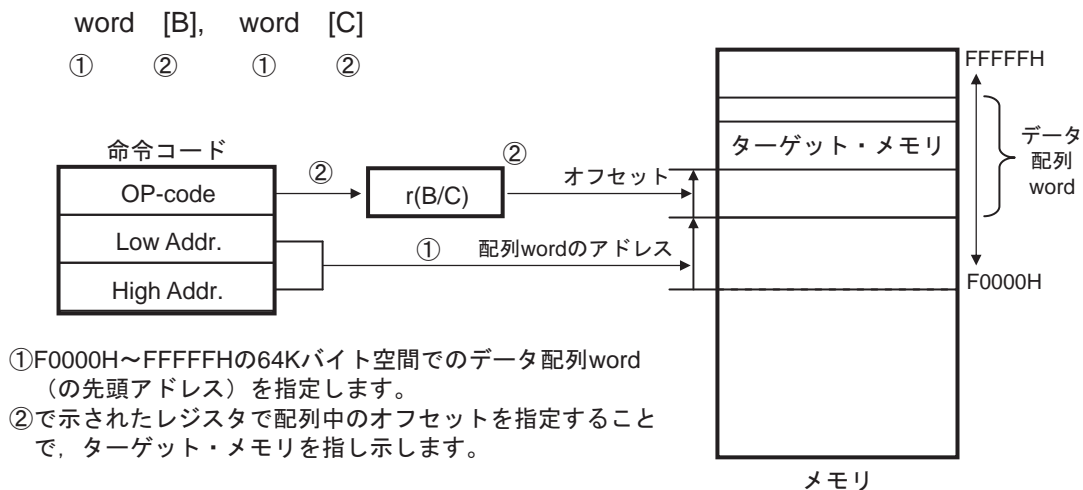 word [B], word [C]
① ② ① ②
FFFFFH
命令コード
OP-code
Low Addr.
High Addr.
②
r(B/C)
②
オフセット
①
配列wordのアドレス
ターゲット・メモリ
データ
配列
word
F0000H
メモリ
①F0000H～FFFFFHの64Kバイト空間でのデータ配列word
（の先頭アドレス）を指定します。
②で示されたレジスタで配列中のオフセットを指定すること
で，ターゲット・メモリを指し示します。